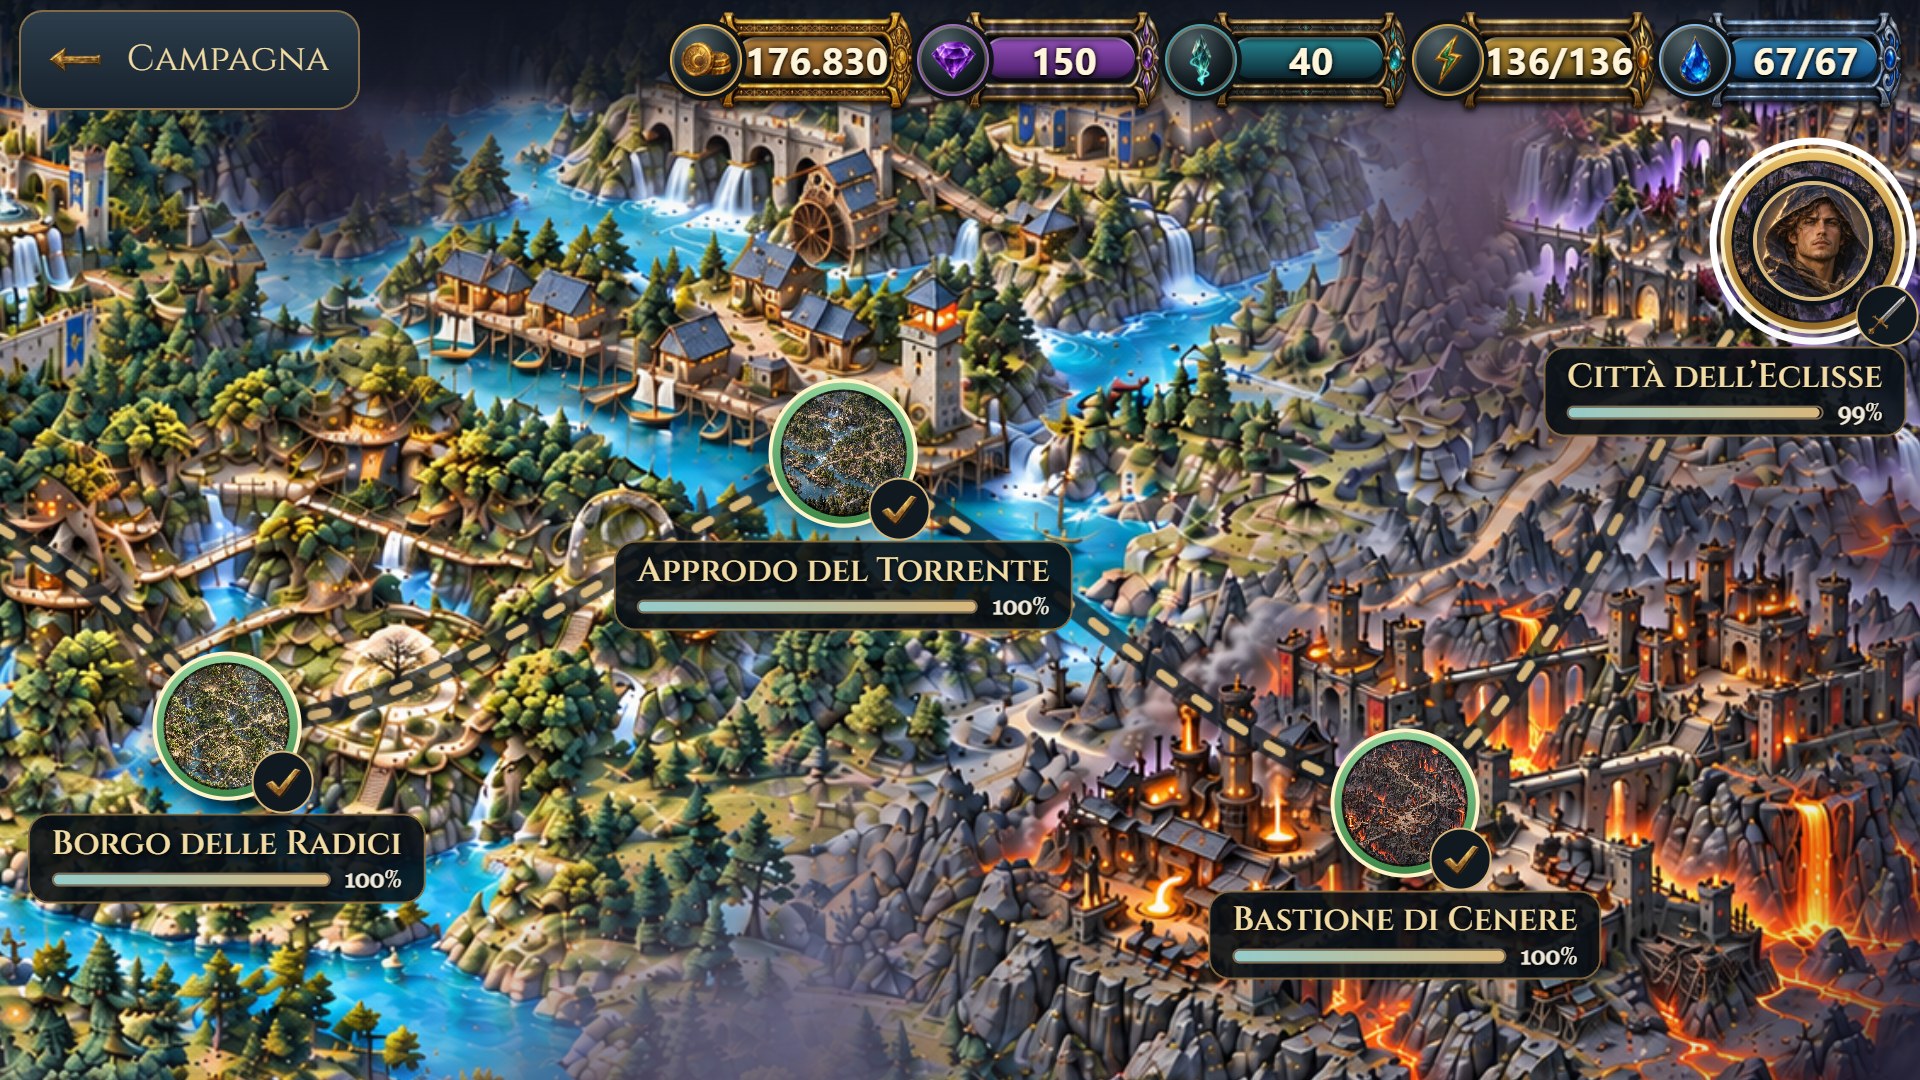 Campagna
176.830
150
40
136/136
67/67
Città dell'Eclisse
99%
Approdo del Torrente
100%
Borgo delle Radici
100%
Bastione di Cenere
100%